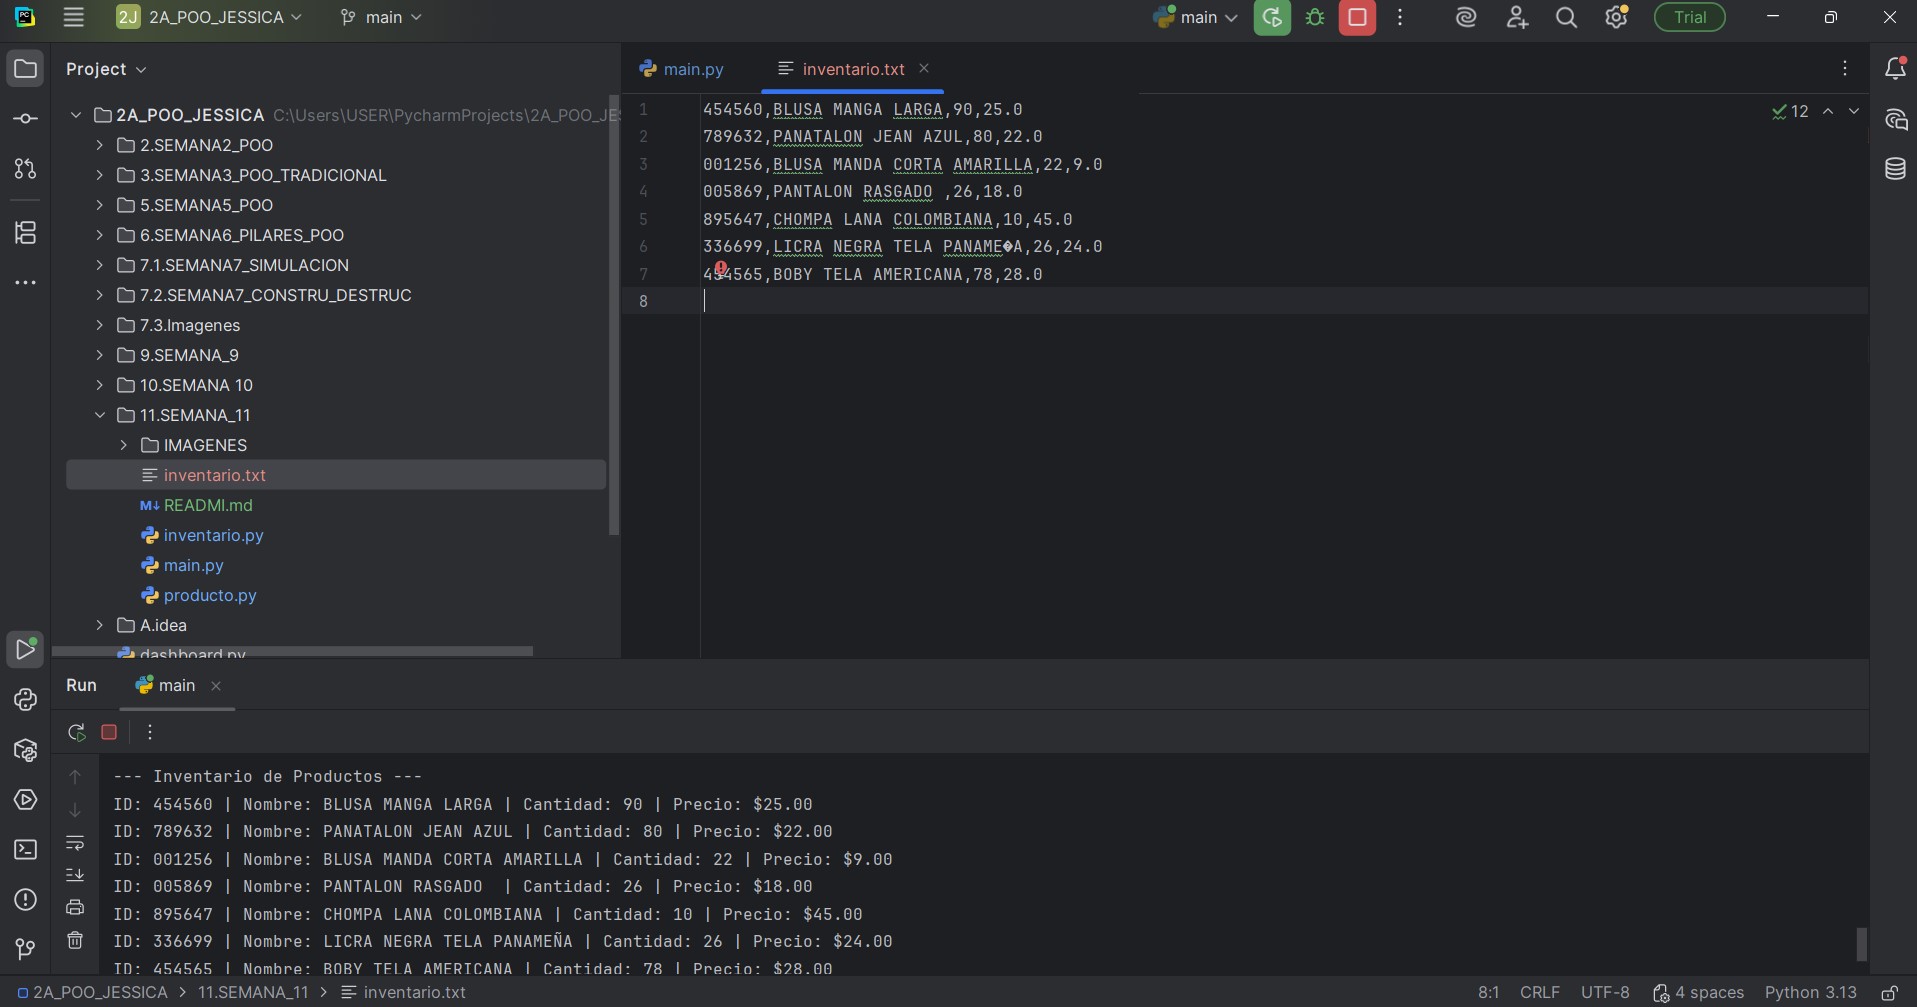 PC
2J 2A_POO_JESSICA
main
main
Trial
Project
2A_POO_JESSICA C:\Users\USER\PycharmProjects\2A_POO_JE
2.SEMANA2_POO
3.SEMANA3_POO_TRADICIONAL
5.SEMANA5_POO
6.SEMANA6_PILARES_POO
7.1.SEMANA7_SIMULACION
7.2.SEMANA7_CONSTRU_DESTRUC
7.3.Imagenes
9.SEMANA_9
10.SEMANA 10
11.SEMANA_11
IMAGENES
inventario.txt
M↓ READMI.md
inventario.py
main.py
producto.py
A.idea
dashboard.py
main.py
inventario.txt
12
1 454560,BLUSA MANGA LARGA,90,25.0
2 789632,PANATALON JEAN AZUL,80,22.0
3 001256,BLUSA MANDA CORTA AMARILLA,22,9.0
4 005869,PANTALON RASGADO ,26,18.0
5 895647,CHOMPA LANA COLOMBIANA,10,45.0
6 336699,LICRA NEGRA TELA PANAME�A,26,24.0
7 454565,BOBY TELA AMERICANA,78,28.0
8
Run
main
--- Inventario de Productos ---
ID: 454560 | Nombre: BLUSA MANGA LARGA | Cantidad: 90 | Precio: $25.00
ID: 789632 | Nombre: PANATALON JEAN AZUL | Cantidad: 80 | Precio: $22.00
ID: 001256 | Nombre: BLUSA MANDA CORTA AMARILLA | Cantidad: 22 | Precio: $9.00
ID: 005869 | Nombre: PANTALON RASGADO  | Cantidad: 26 | Precio: $18.00
ID: 895647 | Nombre: CHOMPA LANA COLOMBIANA | Cantidad: 10 | Precio: $45.00
ID: 336699 | Nombre: LICRA NEGRA TELA PANAMEÑA | Cantidad: 26 | Precio: $24.00
ID: 454565 | Nombre: BOBY TELA AMERICANA | Cantidad: 78 | Precio: $28.00
2A_POO_JESSICA > 11.SEMANA_11 > inventario.txt
8:1 CRLF UTF-8 4 spaces Python 3.13